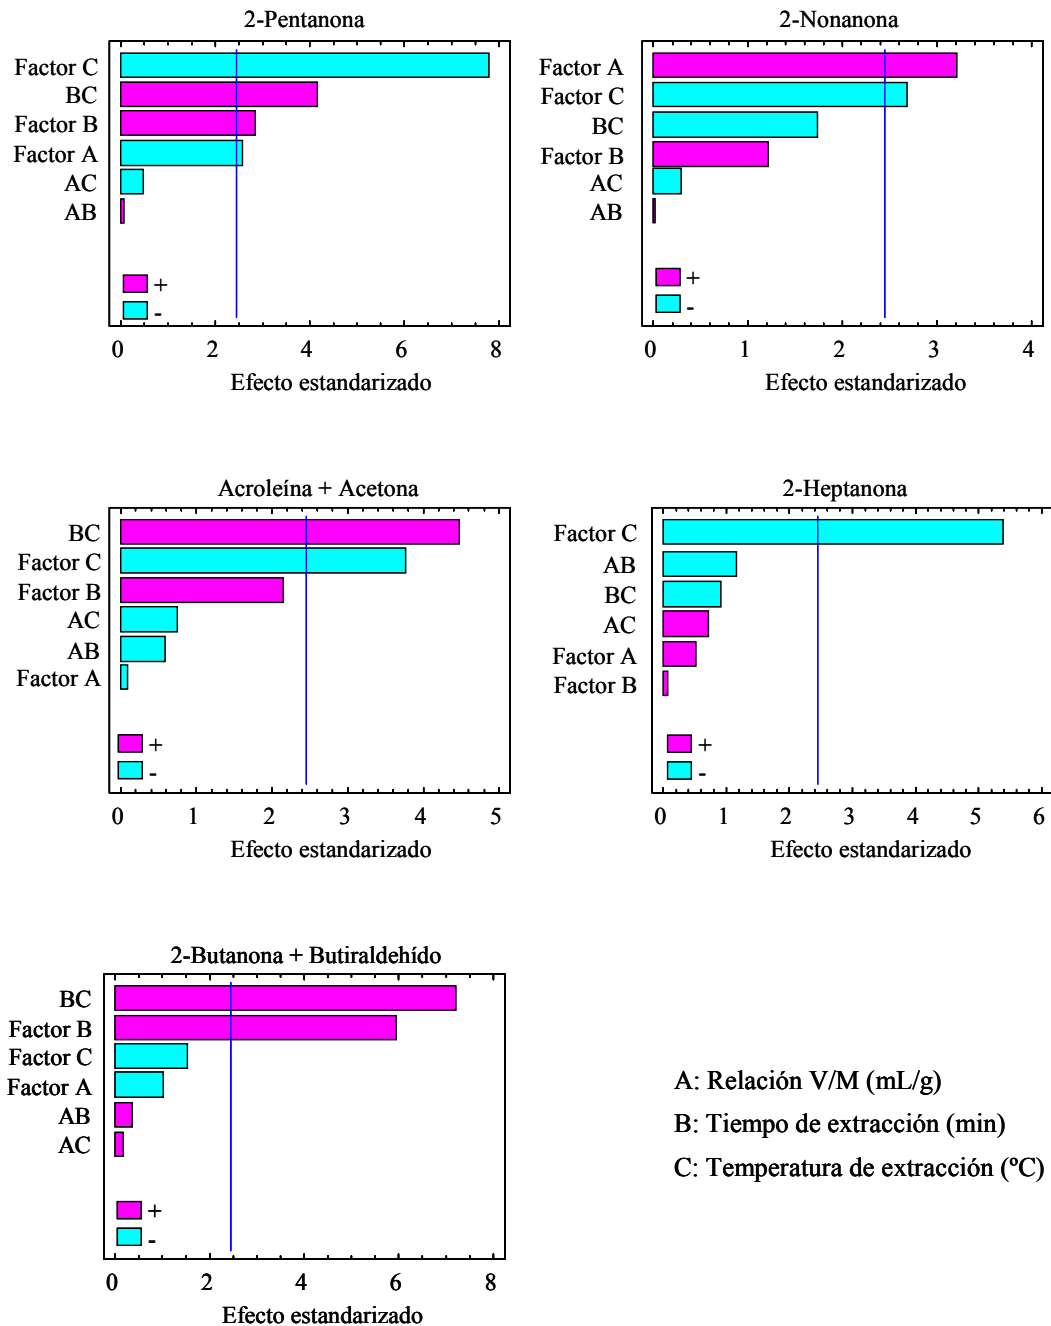 2-Pentanona
Factor C
BC
Factor B
Factor A
AC
AB
+
-
0 2 4 6 8
Efecto estandarizado
2-Nonanona
Factor A
Factor C
BC
Factor B
AC
AB
+
-
0 1 2 3 4
Efecto estandarizado
Acroleína + Acetona
BC
Factor C
Factor B
AC
AB
Factor A
+
-
0 1 2 3 4 5
Efecto estandarizado
2-Heptanona
Factor C
AB
BC
AC
Factor A
Factor B
+
-
0 1 2 3 4 5 6
Efecto estandarizado
2-Butanona + Butiraldehído
BC
Factor B
Factor C
Factor A
AB
AC
+
-
0 2 4 6 8
Efecto estandarizado
A: Relación V/M (mL/g)
B: Tiempo de extracción (min)
C: Temperatura de extracción (ºC)